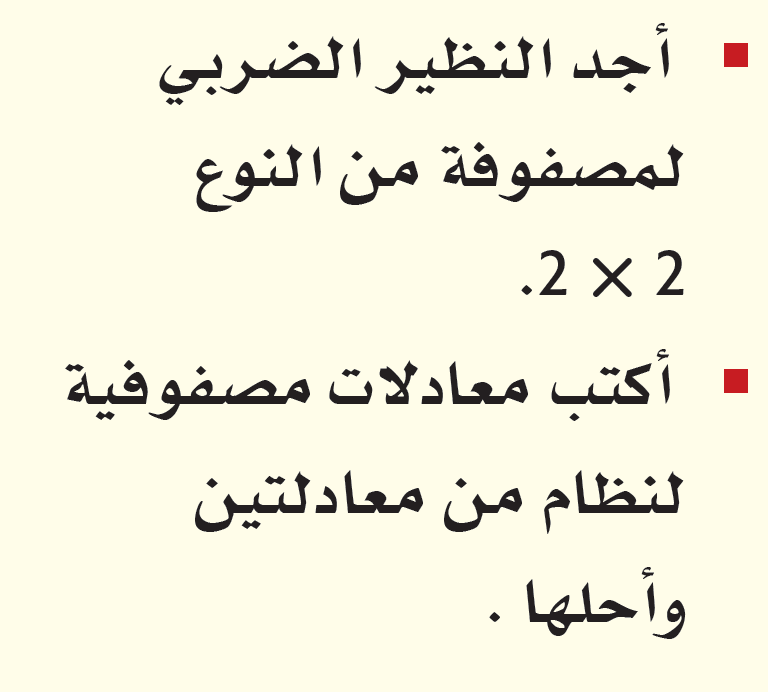 ▪ أجد النظير الضربي
لمصفوفة من النوع
2 × 2.
▪ أكتب معادلات مصفوفية
لنظام من معادلتين
وأحلها .